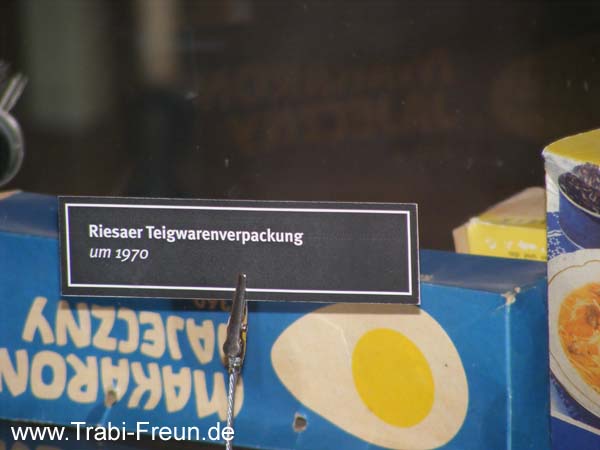 Riesaer Teigwarenverpackung
um 1970
MAKARON
JAJECZNY
www.Trabi-Freun.de